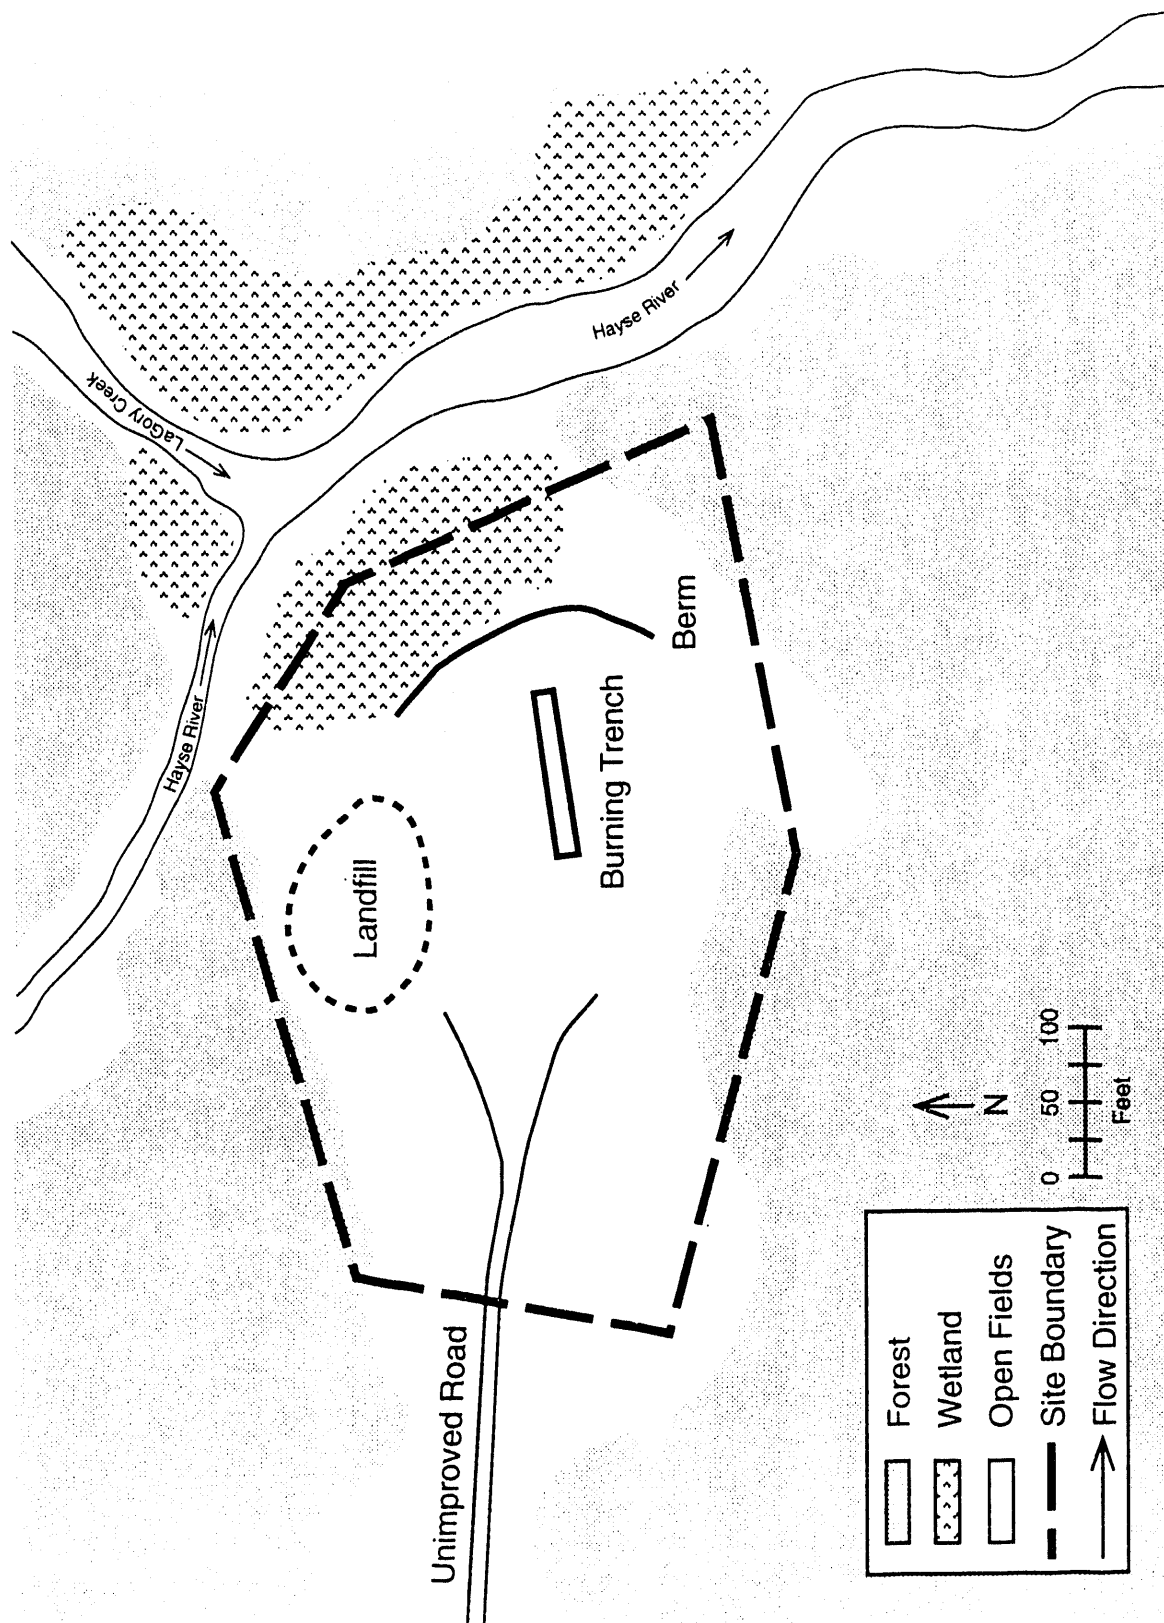 LaGory Creek
Hayse River
Hayse River
Landfill
Berm
Burning Trench
Unimproved Road
N
0 50 100
Feet
Forest
Wetland
Open Fields
Site Boundary
Flow Direction